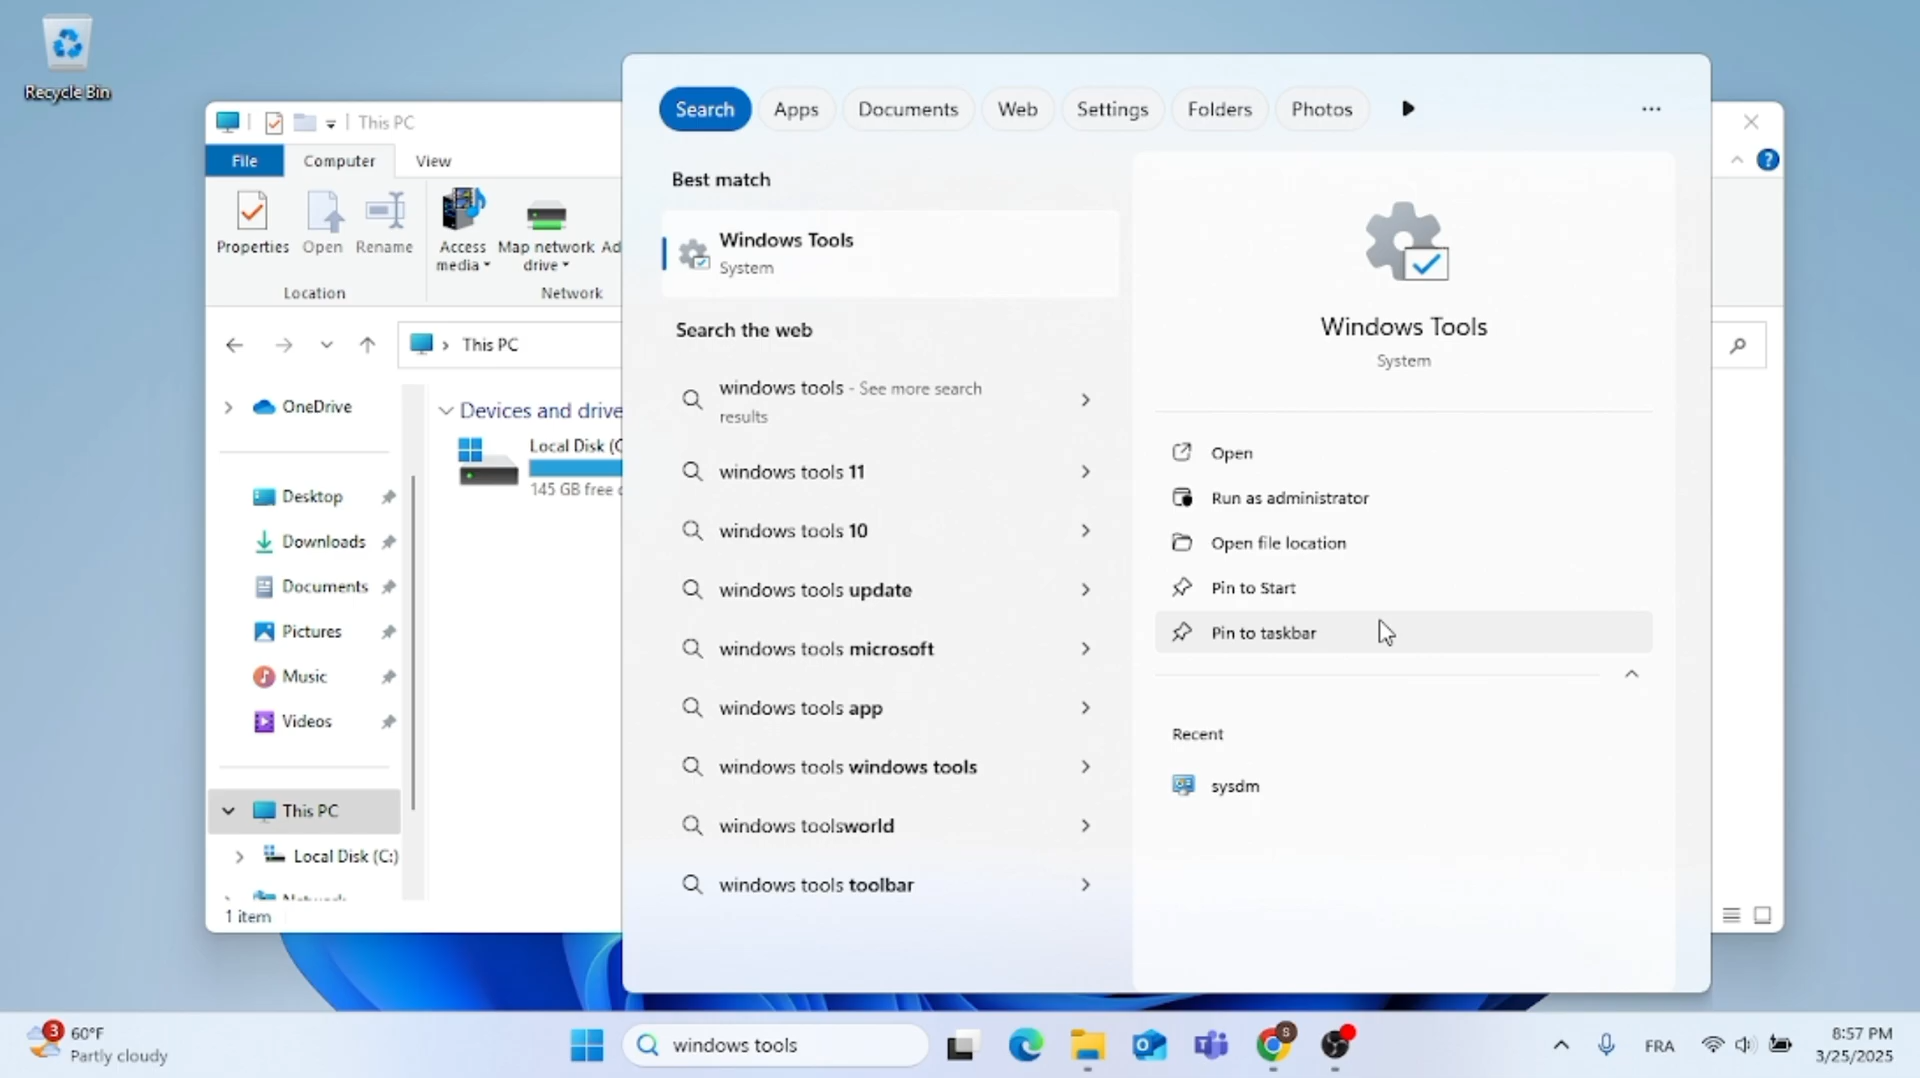 Recycle Bin
This PC
File Computer View
Properties Open Rename Access media Map network drive Ad
Location Network
This PC
OneDrive
Desktop
Downloads
Documents
Pictures
Music
Videos
This PC
Local Disk (C:)
Network
1 item
Devices and drive
Local Disk (C
145 GB free
Search Apps Documents Web Settings Folders Photos
Best match
Windows Tools
System
Search the web
windows tools - See more search
results
windows tools 11
windows tools 10
windows tools update
windows tools microsoft
windows tools app
windows tools windows tools
windows toolsworld
windows tools toolbar
Windows Tools
System
Open
Run as administrator
Open file location
Pin to Start
Pin to taskbar
Recent
sysdm
3
60°F
Partly cloudy
windows tools
S
FRA
8:57 PM
3/25/2025